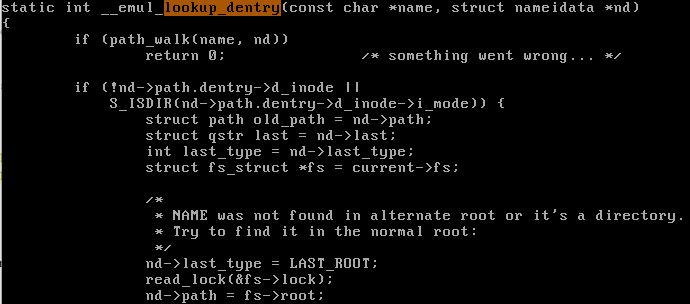 static int __emul_lookup_dentry(const char *name, struct nameidata *nd)
{
if (path_walk(name, nd))
return 0; /* something went wrong... */
if (!nd->path.dentry->d_inode ||
S_ISDIR(nd->path.dentry->d_inode->i_mode)) {
struct path old_path = nd->path;
struct qstr last = nd->last;
int last_type = nd->last_type;
struct fs_struct *fs = current->fs;
/*
* NAME was not found in alternate root or it's a directory.
* Try to find it in the normal root:
*/
nd->last_type = LAST_ROOT;
read_lock(&fs->lock);
nd->path = fs->root;